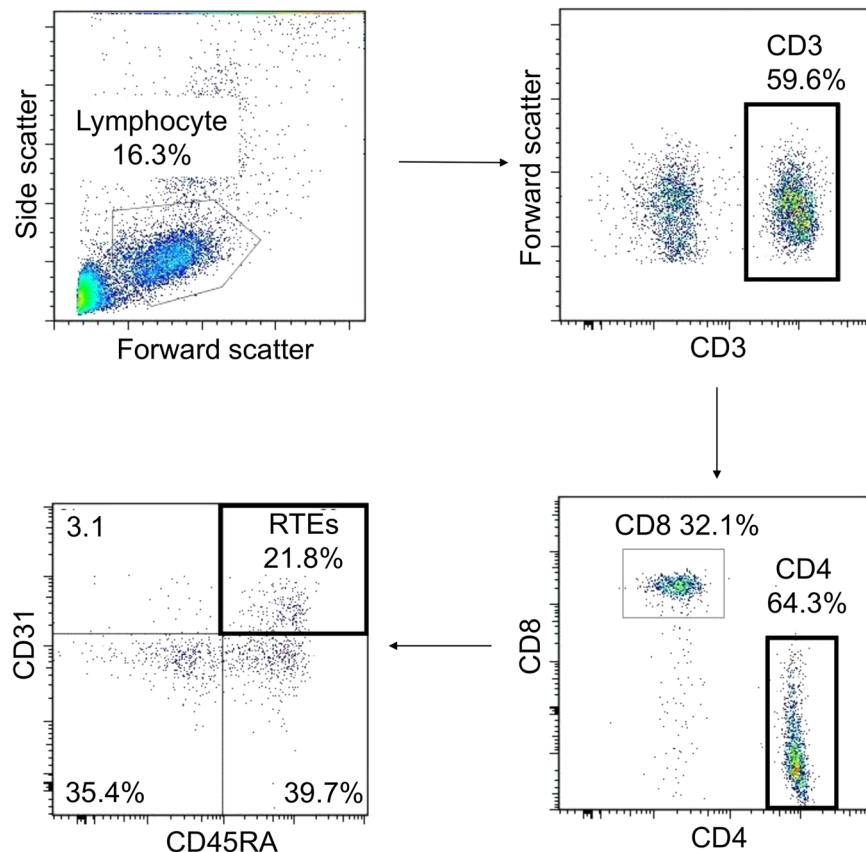 Side scatter
Lymphocyte
16.3%
Forward scatter
Forward scatter
CD3
59.6%
CD3
CD31
3.1
RTEs
21.8%
35.4%
39.7%
CD45RA
CD8
CD8 32.1%
CD4
64.3%
CD4